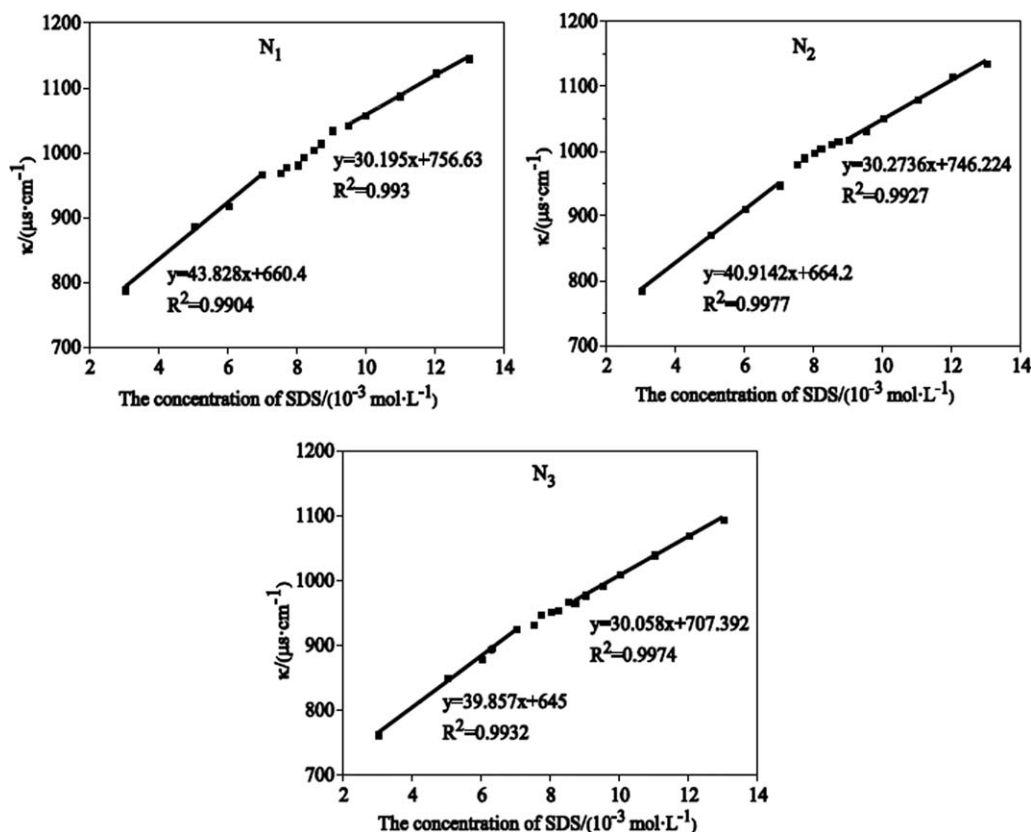 N1
1200
1100
1000
900
800
700
κ/(μs·cm-1)
y=30.195x+756.63
R2=0.993
y=43.828x+660.4
R2=0.9904
2 4 6 8 10 12 14
The concentration of SDS/(10-3 mol·L-1)
N2
1200
1100
1000
900
800
700
κ/(μs·cm-1)
y=30.2736x+746.224
R2=0.9927
y=40.9142x+664.2
R2=0.9977
2 4 6 8 10 12 14
The concentration of SDS/(10-3 mol·L-1)
N3
1200
1100
1000
900
800
700
κ/(μs·cm-1)
y=30.058x+707.392
R2=0.9974
y=39.857x+645
R2=0.9932
2 4 6 8 10 12 14
The concentration of SDS/(10-3 mol·L-1)